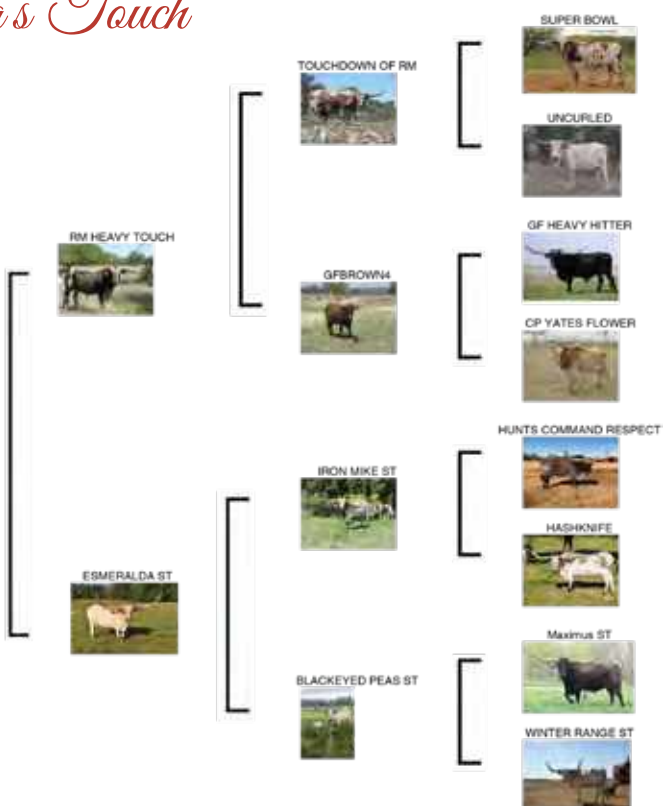 's Touch
SUPER BOWL
TOUCHDOWN OF RM
UNCURLED
RM HEAVY TOUCH
GF HEAVY HITTER
GFBROWN4
CP YATES FLOWER
HUNTS COMMAND RESPECT
IRON MIKE ST
HASHKNIFE
ESMERALDA ST
Maximus ST
BLACKEYED PEAS ST
WINTER RANGE ST